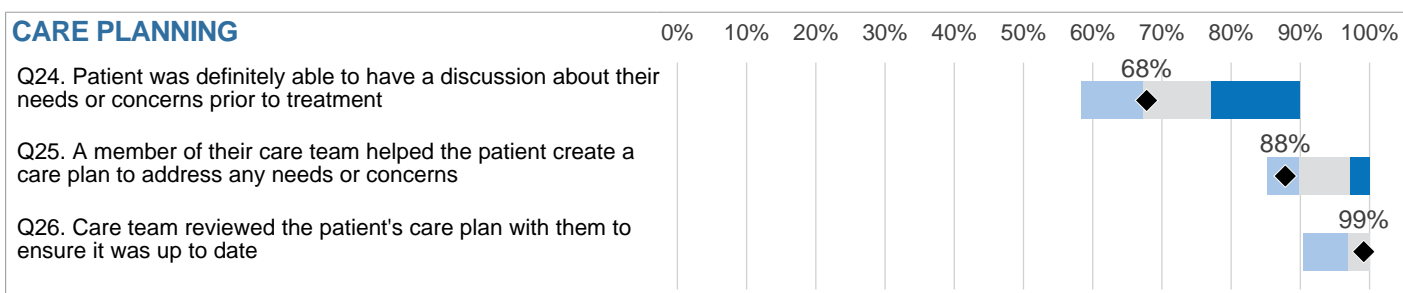 CARE PLANNING
0% 10% 20% 30% 40% 50% 60% 70% 80% 90% 100%
Q24. Patient was definitely able to have a discussion about their
needs or concerns prior to treatment
68%
Q25. A member of their care team helped the patient create a
care plan to address any needs or concerns
88%
Q26. Care team reviewed the patient's care plan with them to
ensure it was up to date
99%